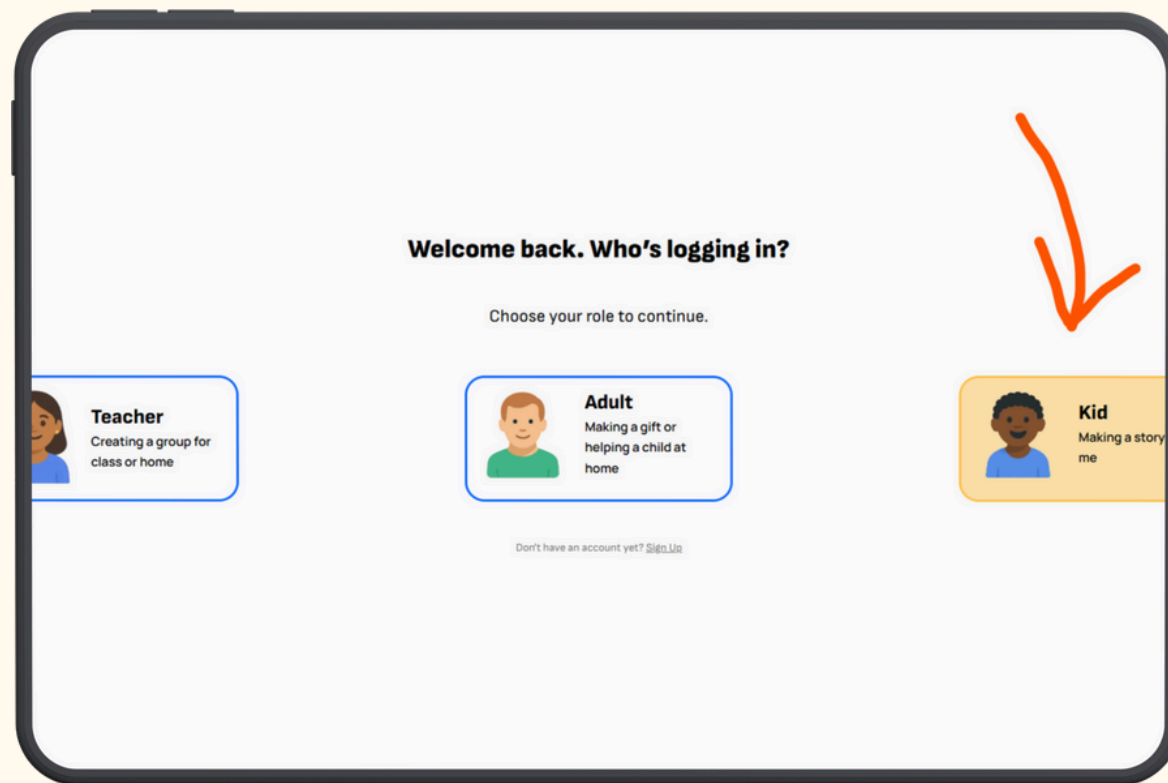 Welcome back. Who's logging in?
Choose your role to continue.
Teacher
Creating a group for
class or home
Adult
Making a gift or
helping a child at
home
Kid
Making a story
me
Don't have an account yet? Sign Up